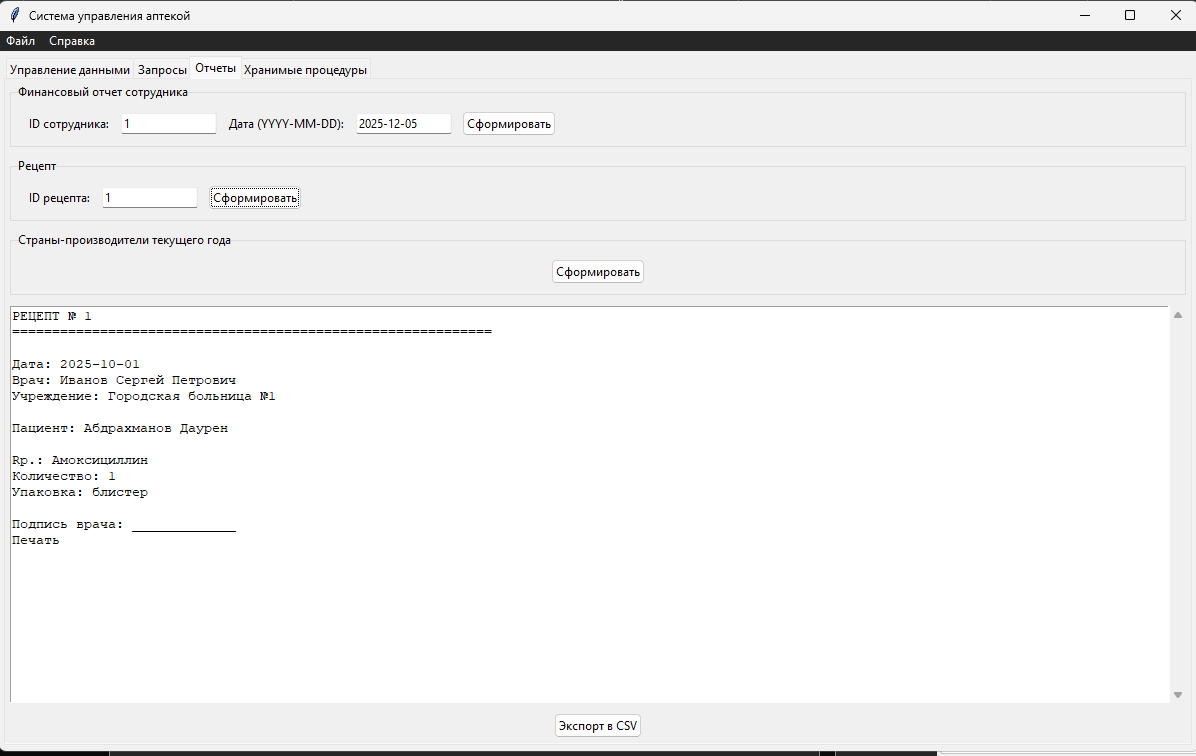 Система управления аптекой
Файл Справка
Управление данными Запросы Отчеты Хранимые процедуры
Финансовый отчет сотрудника
ID сотрудника: 1 Дата (YYYY-MM-DD): 2025-12-05 Сформировать
Рецепт
ID рецепта: 1 Сформировать
Страны-производители текущего года
Сформировать
РЕЦЕПТ № 1
============================================================
Дата: 2025-10-01
Врач: Иванов Сергей Петрович
Учреждение: Городская больница №1
Пациент: Абдрахманов Даурен
Rp.: Амоксициллин
Количество: 1
Упаковка: блистер
Подпись врача: _____________
Печать
Экспорт в CSV